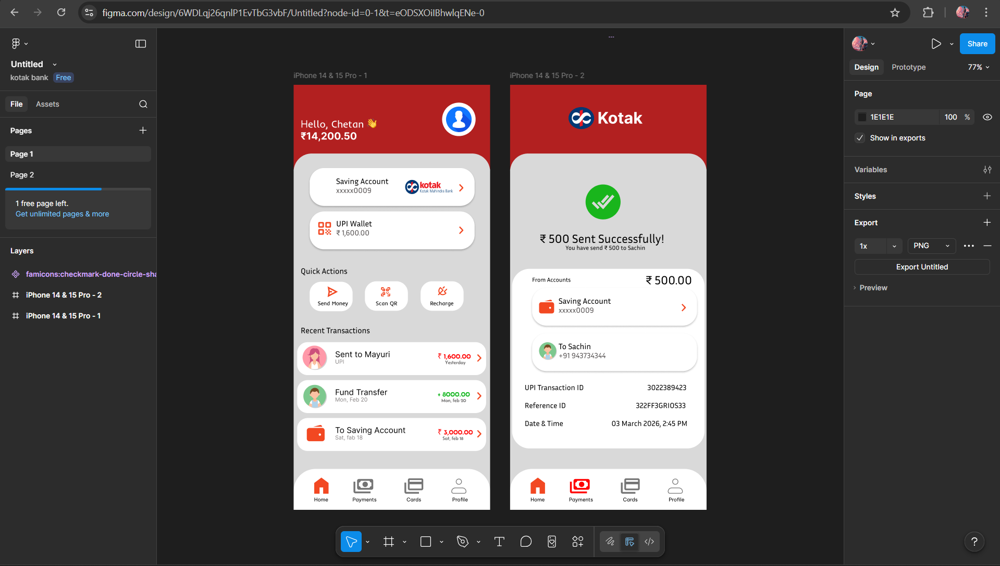 figma.com/design/6WDLqj26qnlP1EvTbG3vbF/Untitled?node-id=0-1&t=eODSXOilBhwlqENe-0
Untitled
kotak bank Free
File Assets
Pages
Page 1
Page 2
1 free page left.
Get unlimited pages & more
Layers
famicons:checkmark-done-circle-sha
iPhone 14 & 15 Pro - 2
iPhone 14 & 15 Pro - 1
iPhone 14 & 15 Pro - 1
Hello, Chetan 👋
₹14,200.50
Saving Account
xxxxx0009
kotak
Kotak Mahindra Bank
UPI Wallet
₹ 1,600.00
Quick Actions
Send Money
Scan QR
Recharge
Recent Transactions
Sent to Mayuri
UPI
₹ 1,600.00
Yesterday
Fund Transfer
Mon, Feb 20
+ 8000.00
Mon, feb 20
To Saving Account
Sat, fab 18
₹ 3,000.00
Sat, feb 18
Home
Payments
Cards
Profile
iPhone 14 & 15 Pro - 2
Kotak
₹ 500 Sent Successfully!
You have send ₹ 500 to Sachin
From Accounts
₹ 500.00
Saving Account
xxxxx0009
To Sachin
+91 943734344
UPI Transaction ID 3022389423
Reference ID 322FF3GRIOS33
Date & Time 03 March 2026, 2:45 PM
Home
Payments
Cards
Profile
Share
Design Prototype 77%
Page
1E1E1E 100 %
Show in exports
Variables
Styles
Export
1x PNG
Export Untitled
Preview
?